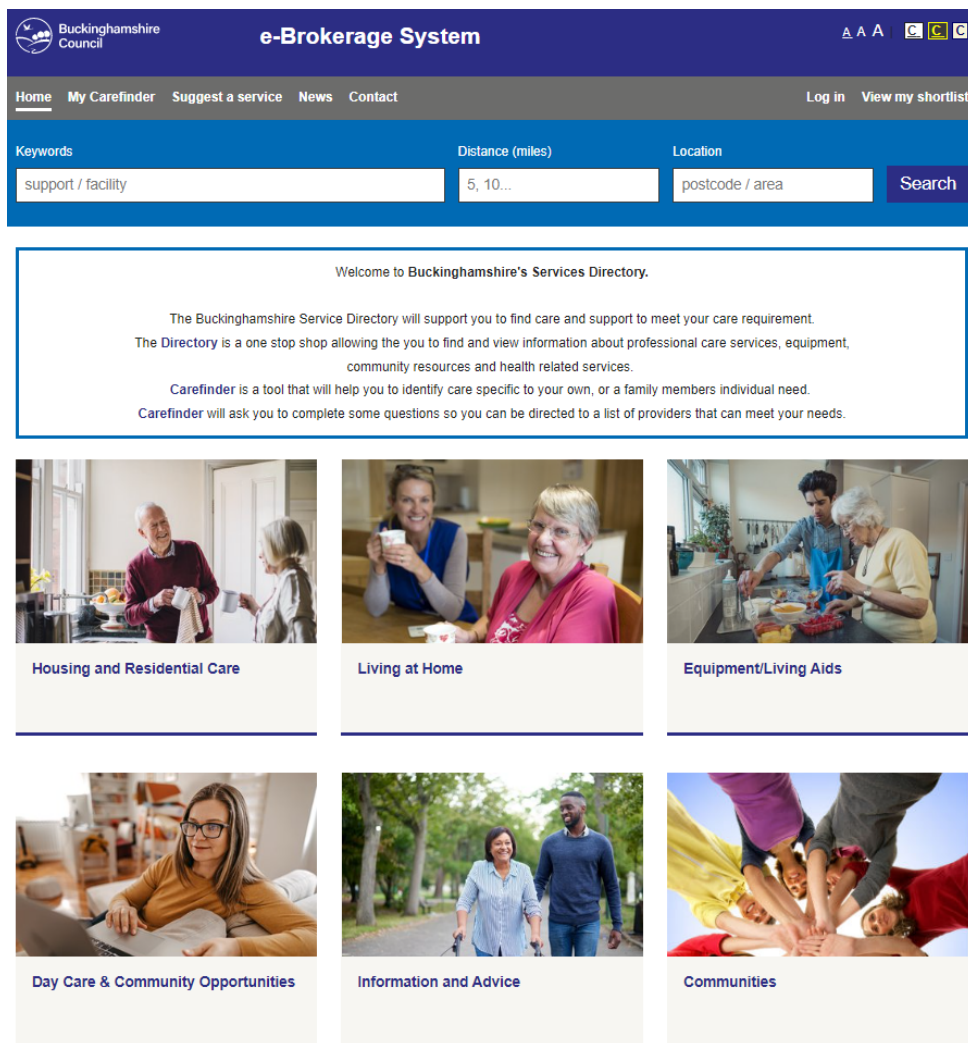 Buckinghamshire
Council
e-Brokerage System
A A A C C C
Home My Carefinder Suggest a service News Contact Log in View my shortlist
Keywords Distance (miles) Location
support / facility 5, 10... postcode / area Search
Welcome to Buckinghamshire's Services Directory.
The Buckinghamshire Service Directory will support you to find care and support to meet your care requirement.
The Directory is a one stop shop allowing the you to find and view information about professional care services, equipment,
community resources and health related services.
Carefinder is a tool that will help you to identify care specific to your own, or a family members individual need.
Carefinder will ask you to complete some questions so you can be directed to a list of providers that can meet your needs.
Housing and Residential Care Living at Home Equipment/Living Aids
Day Care & Community Opportunities Information and Advice Communities